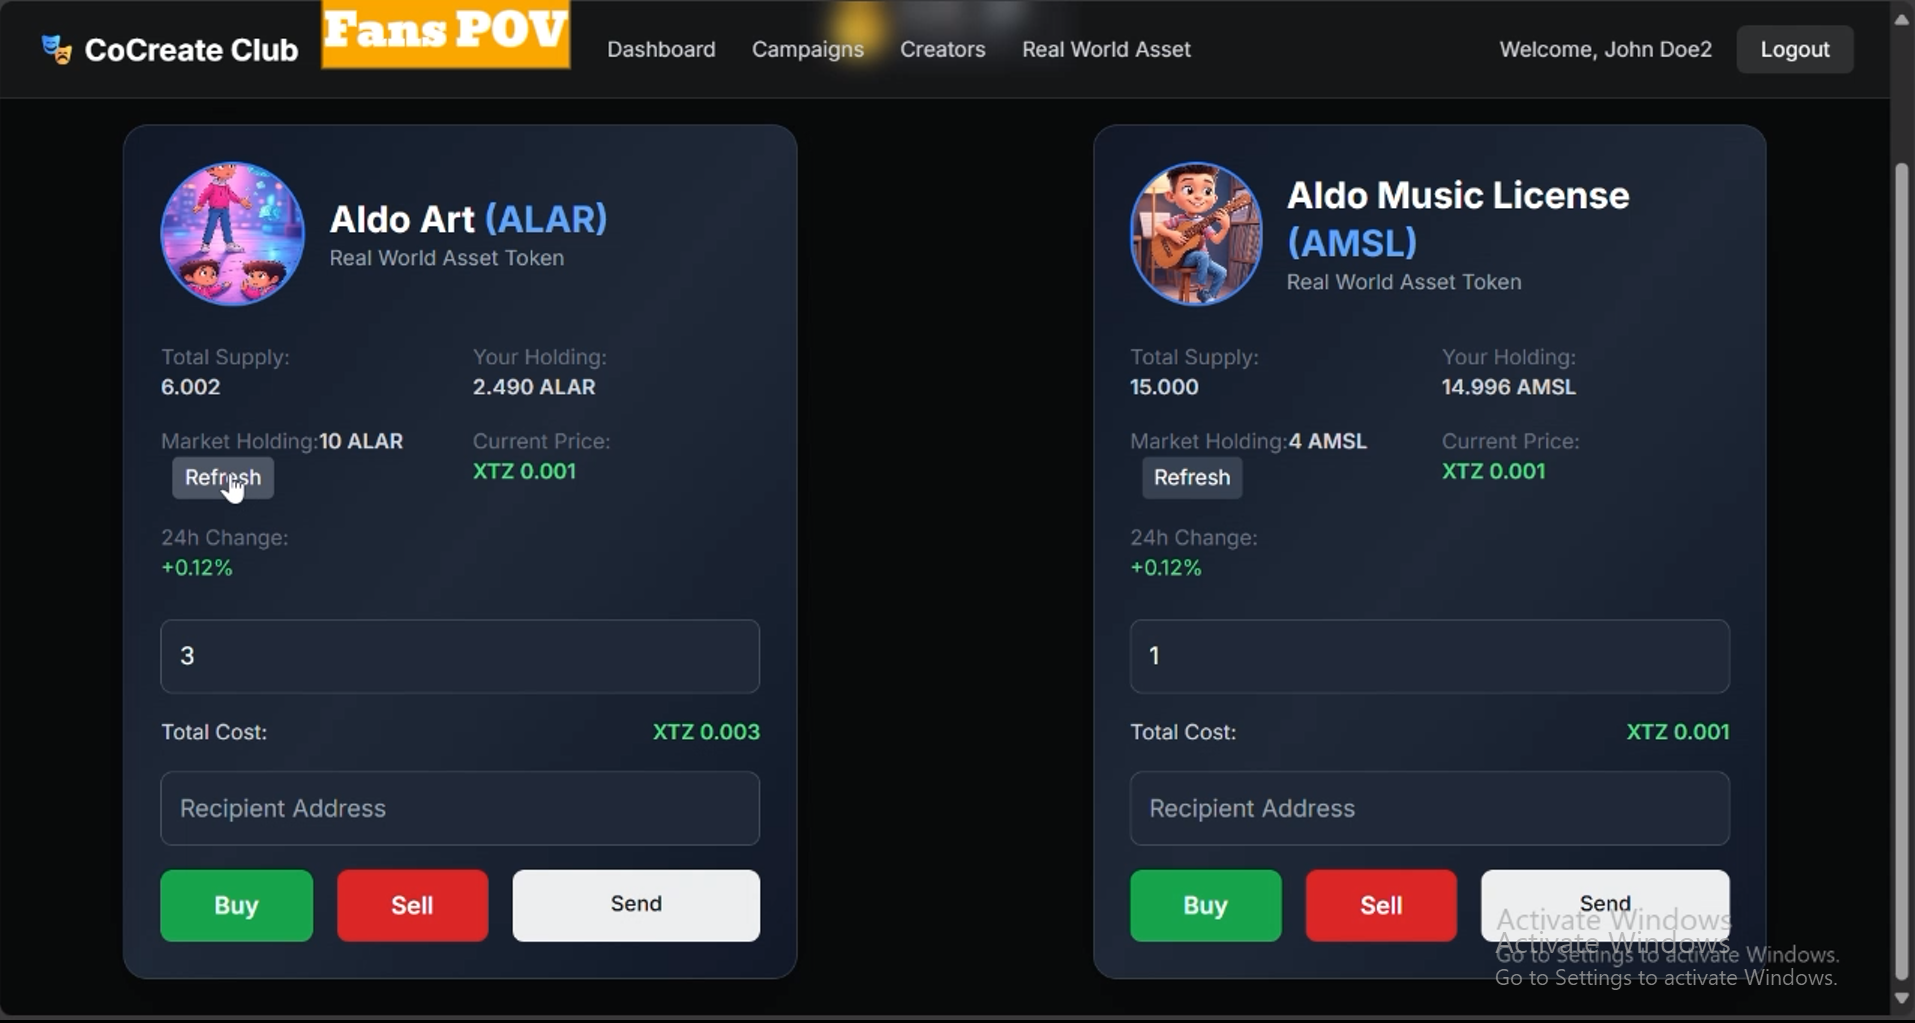 CoCreate Club
Fans POV
Dashboard
Campaigns
Creators
Real World Asset
Welcome, John Doe2
Logout
Aldo Art (ALAR)
Real World Asset Token
Total Supply:
6.002
Your Holding:
2.490 ALAR
Market Holding:10 ALAR
Refresh
Current Price:
XTZ 0.001
24h Change:
+0.12%
3
Total Cost:
XTZ 0.003
Recipient Address
Buy
Sell
Send
Aldo Music License
(AMSL)
Real World Asset Token
Total Supply:
15.000
Your Holding:
14.996 AMSL
Market Holding:4 AMSL
Refresh
Current Price:
XTZ 0.001
24h Change:
+0.12%
1
Total Cost:
XTZ 0.001
Recipient Address
Buy
Sell
Send
Activate Windows
Activate Windows
Go to Settings to activate Windows.
Go to Settings to activate Windows.